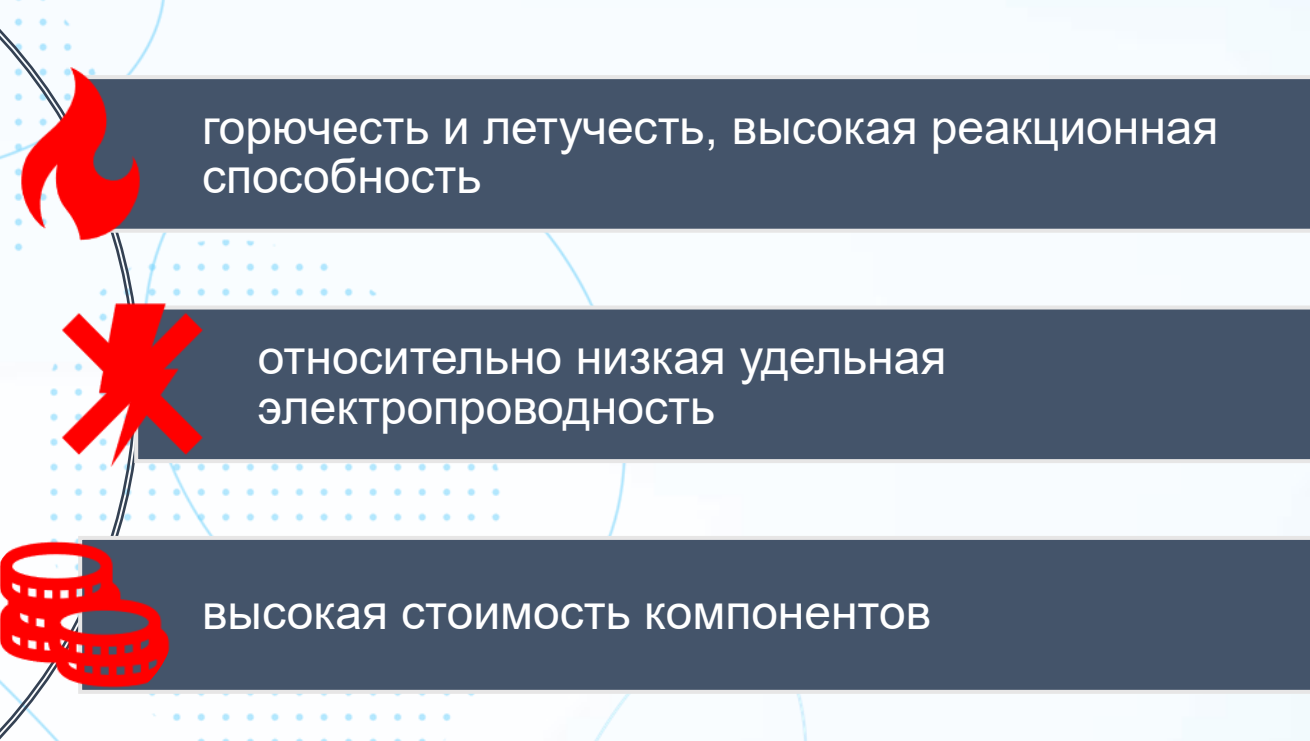 горючесть и летучесть, высокая реакционная
способность
относительно низкая удельная
электропроводность
высокая стоимость компонентов